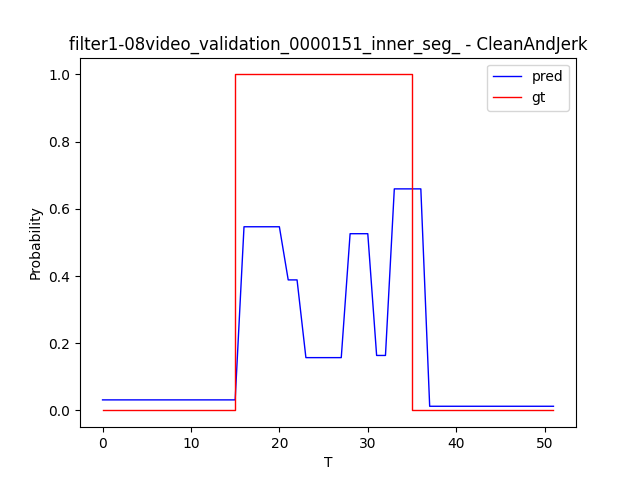 filter1-08video_validation_0000151_inner_seg_ - CleanAndJerk
pred
gt
1.0
0.8
0.6
0.4
0.2
0.0
Probability
0
10
20
30
40
50
T